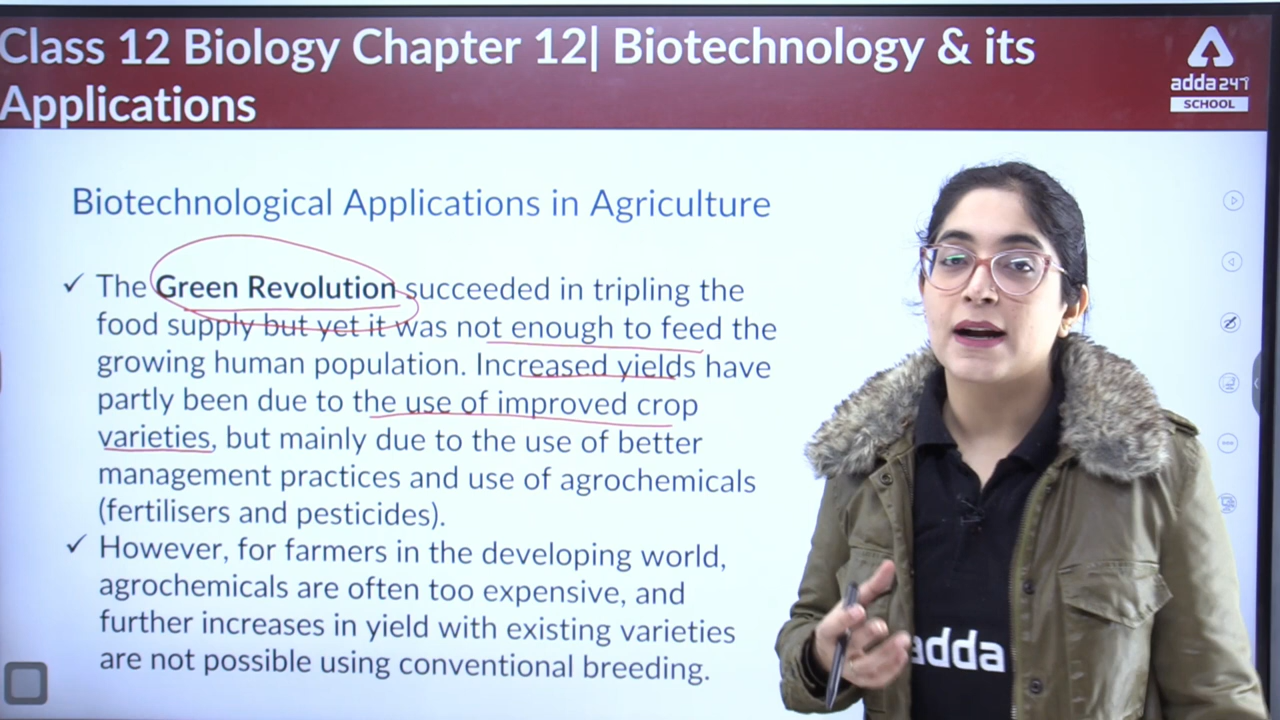 Class 12 Biology Chapter 12| Biotechnology & its
Applications
adda247
SCHOOL
Biotechnological Applications in Agriculture
✓ The Green Revolution succeeded in tripling the
food supply but yet it was not enough to feed the
growing human population. Increased yields have
partly been due to the use of improved crop
varieties, but mainly due to the use of better
management practices and use of agrochemicals
(fertilisers and pesticides).
✓ However, for farmers in the developing world,
agrochemicals are often too expensive, and
further increases in yield with existing varieties
are not possible using conventional breeding.
adda